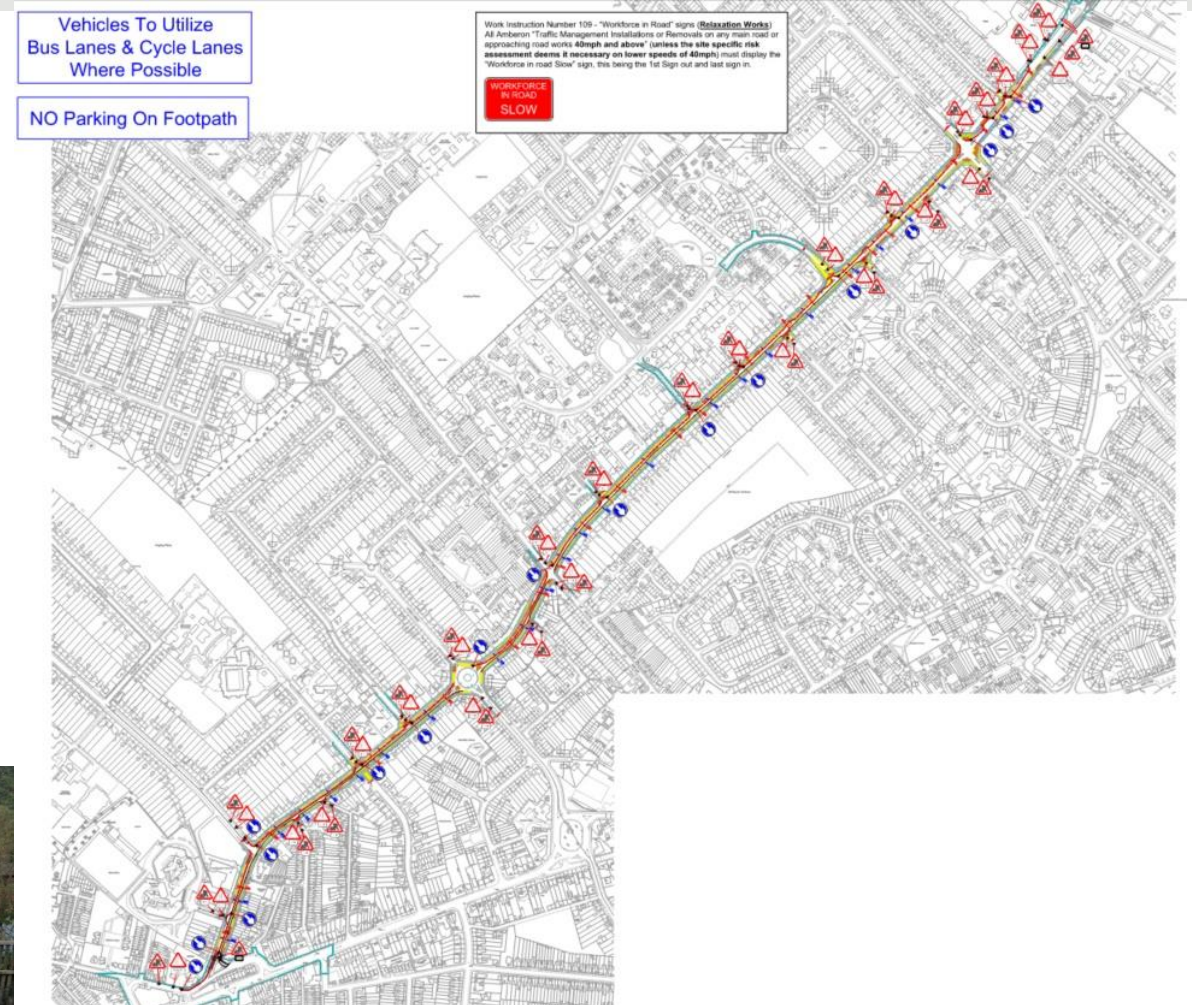 Vehicles To Utilize
Bus Lanes & Cycle Lanes
Where Possible
NO Parking On Footpath
Work Instruction Number 109 - "Workforce in Road" signs (Relaxation Works)
All Amberon "Traffic Management Installations or Removals on any main road or
approaching road works 40mph and above" (unless the site specific risk
assessment deems it necessary on lower speeds of 40mph) must display the
"Workforce in road Slow" sign, this being the 1st Sign out and last sign in.
WORKFORCE
IN ROAD
SLOW